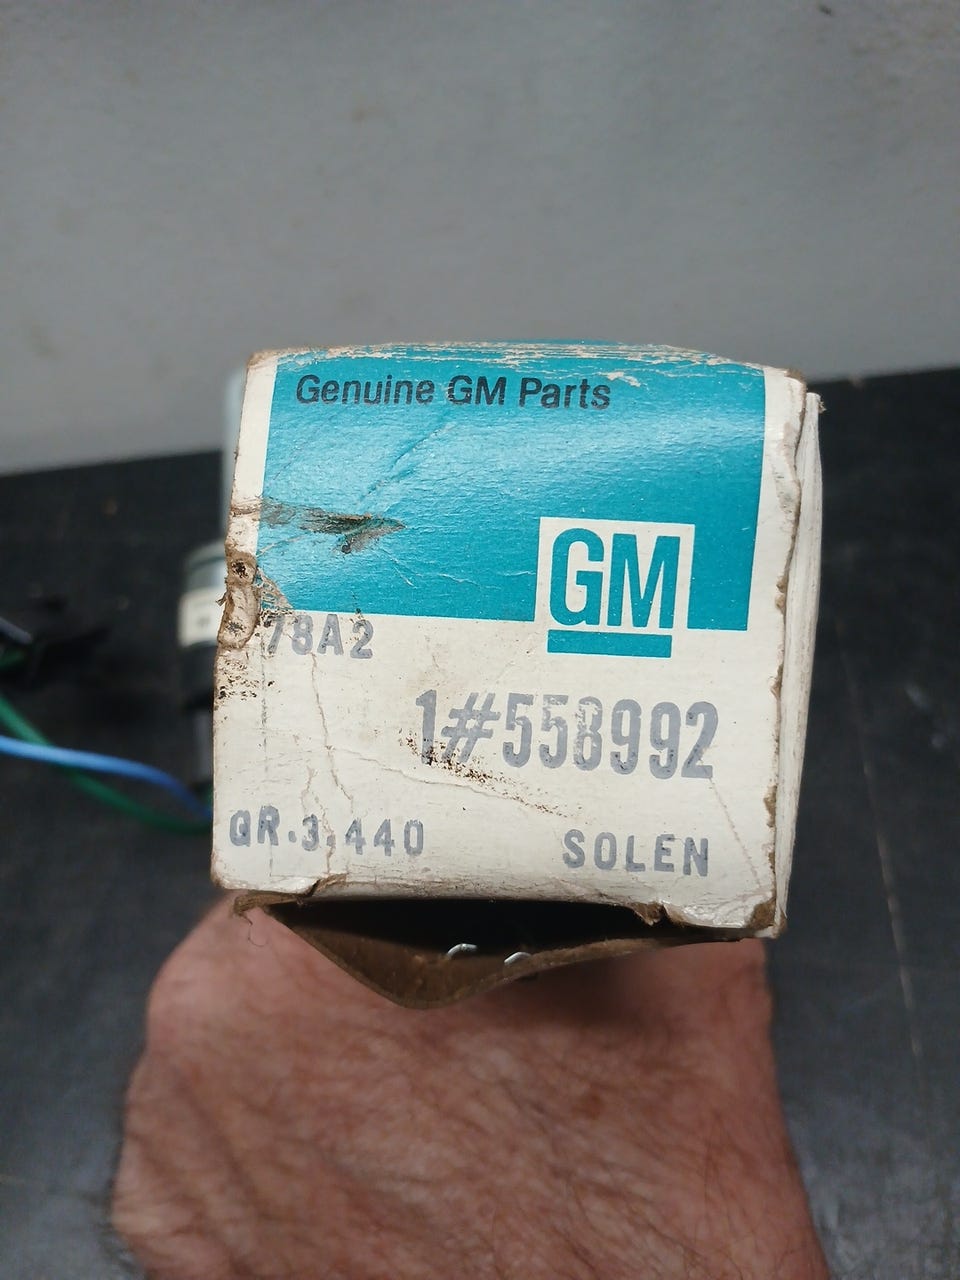 Genuine GM Parts
GM
78A2
1#558992
QR.3.440 SOLEN